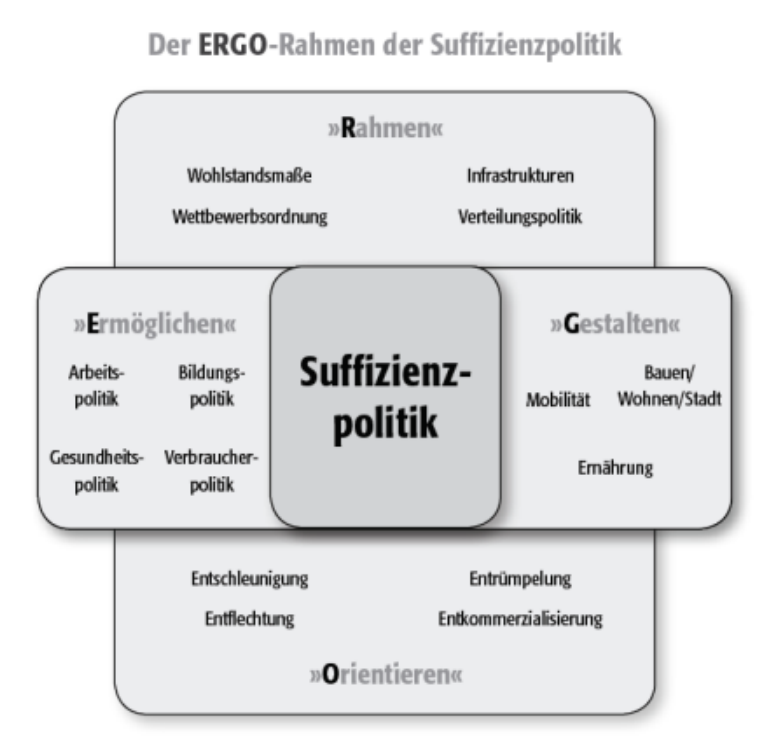 Der ERGO-Rahmen der Suffizienzpolitik
»Rahmen«
Wohlstandsmaße
Infrastrukturen
Wettbewerbsordnung
Verteilungspolitik
»Ermöglichen«
Arbeits-
politik
Bildungs-
politik
Gesundheits-
politik
Verbraucher-
politik
Suffizienz-
politik
»Gestalten«
Mobilität
Bauen/
Wohnen/Stadt
Ernährung
Entschleunigung
Entrümpelung
Entflechtung
Entkommerzialisierung
»Orientieren«